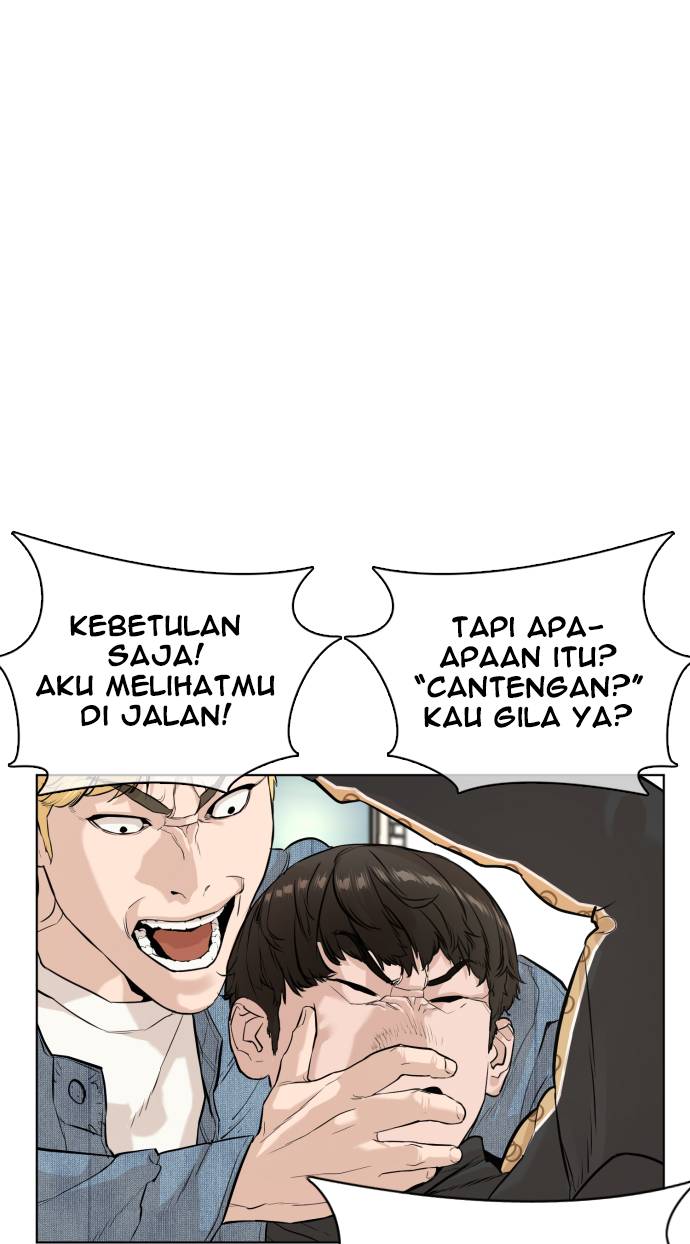 KEBETULAN
SAJA!
AKU MELIHATMU
DI JALAN!
TAPI APA-
APAAN ITU?
"CANTENGAN?"
KAU GILA YA?